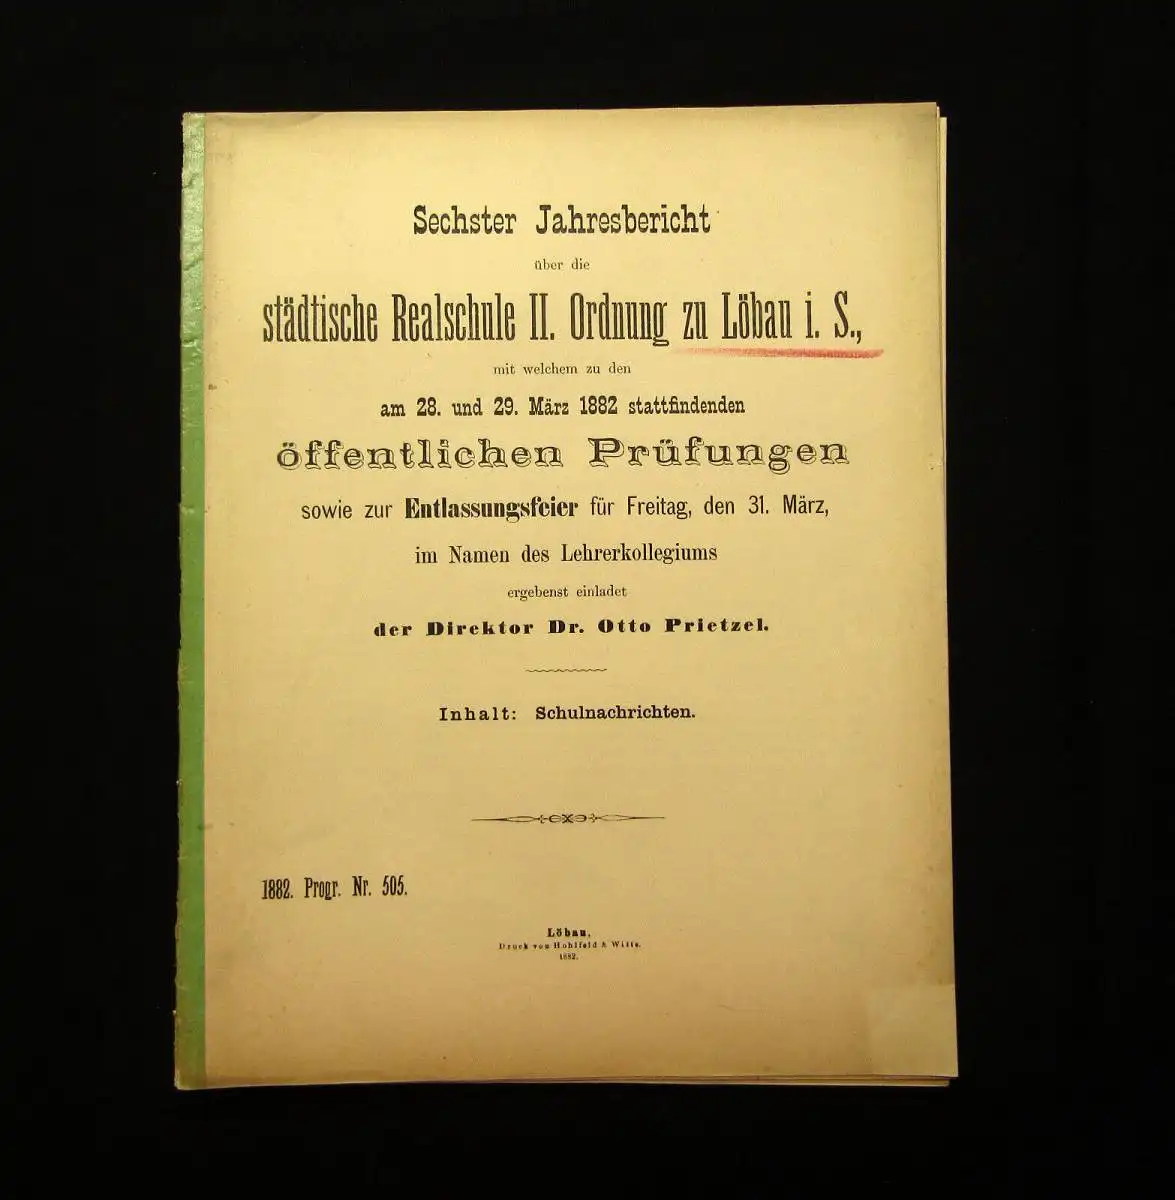 Sechster Jahresbericht
über die
städtische Realschule II. Ordnung zu Löbau i. S.,
mit welchem zu den
am 28. und 29. März 1882 stattfindenden
öffentlichen Prüfungen
sowie zur Entlassungsfeier für Freitag, den 31. März,
im Namen des Lehrerkollegiums
ergebenst einladet
der Direktor Dr. Otto Prietzel.
Inhalt: Schulnachrichten.
1882. Progr. Nr. 505.
Löbau,
Druck von Hohlfeld & Witte.
1882.